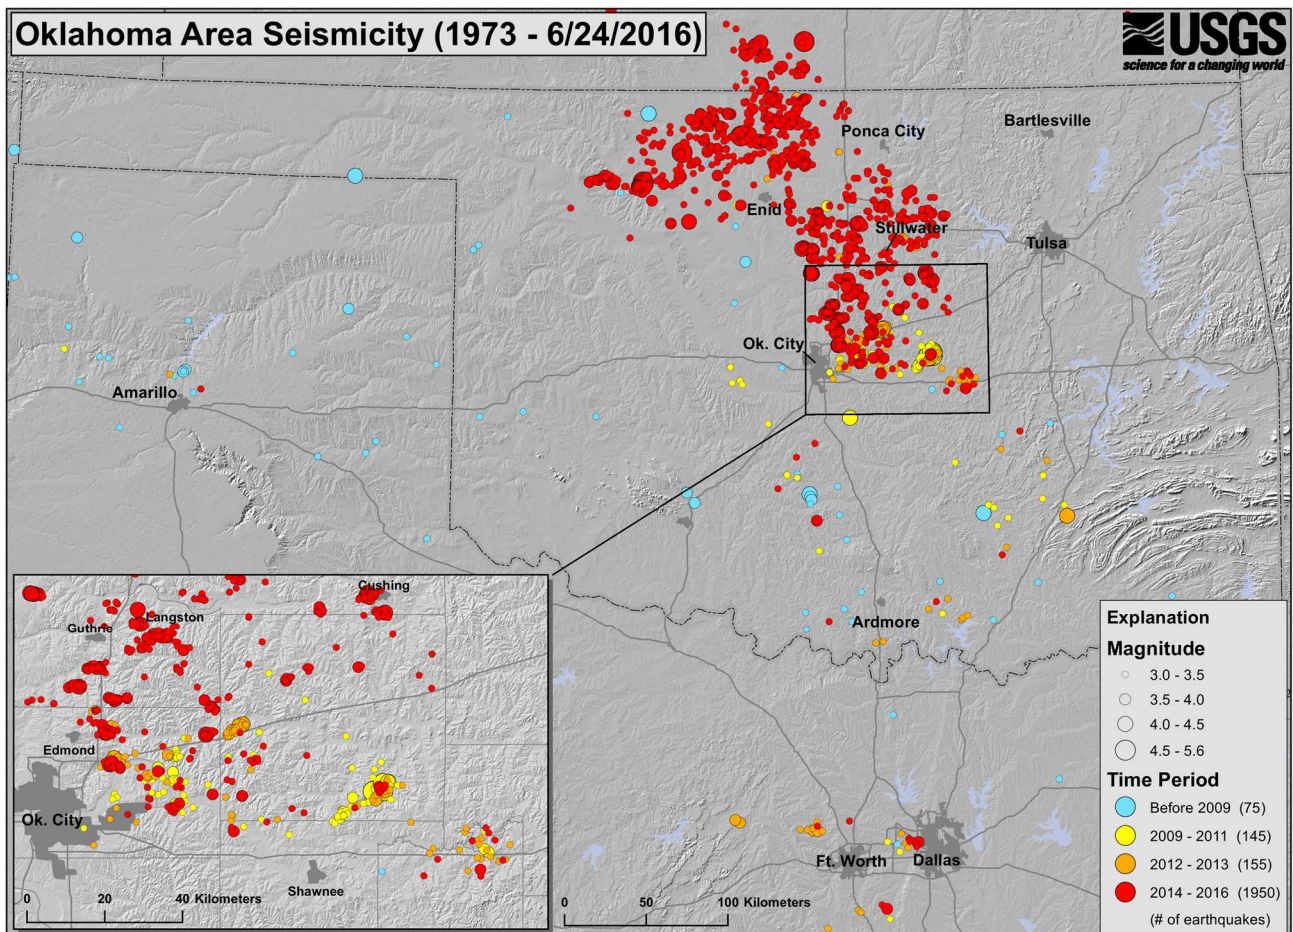 Oklahoma Area Seismicity (1973 - 6/24/2016)
USGS
science for a changing world
Bartlesville
Ponca City
Enid
Stillwater
Tulsa
Ok. City
Amarillo
Ardmore
Ft. Worth
Dallas
0 50 100 Kilometers
Cushing
Langston
Guthrie
Edmond
Ok. City
Shawnee
0 20 40 Kilometers
Explanation
Magnitude
3.0 - 3.5
3.5 - 4.0
4.0 - 4.5
4.5 - 5.6
Time Period
Before 2009 (75)
2009 - 2011 (145)
2012 - 2013 (155)
2014 - 2016 (1950)
(# of earthquakes)